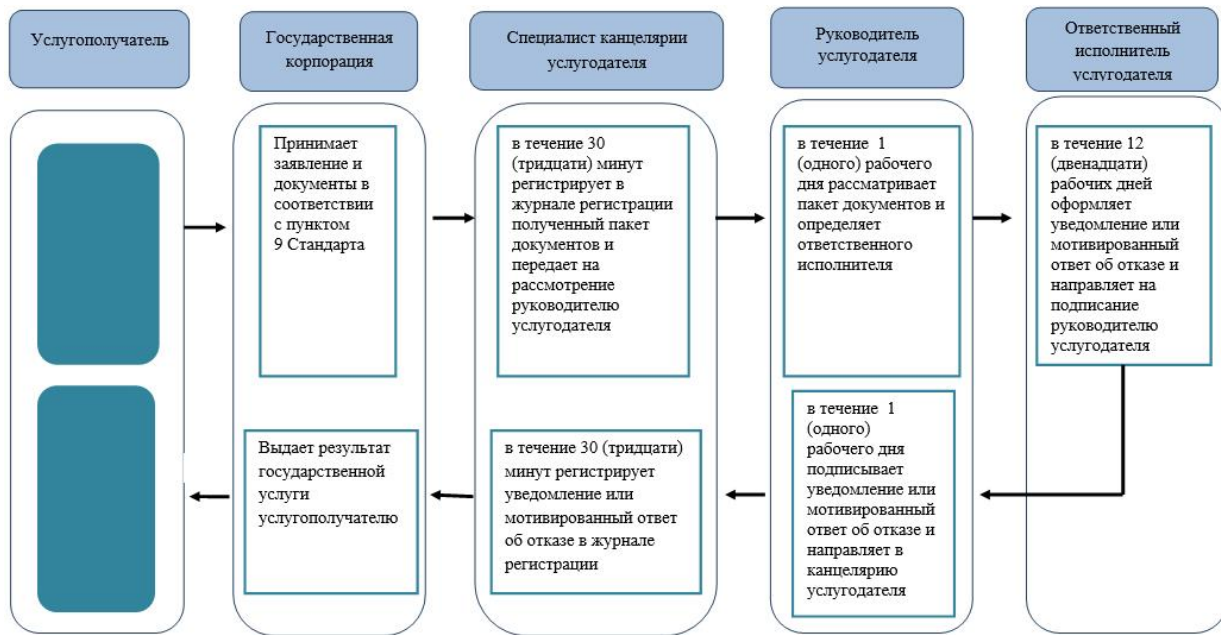 Услугополучатель
Государственная
корпорация
Специалист канцелярии
услугодателя
Руководитель
услугодателя
Ответственный
исполнитель
услугодателя
Принимает
заявление и
документы в
соответствии
с пунктом
9 Стандарта
в течение 30
(тридцати) минут
регистрирует в
журнале регистрации
полученный пакет
документов и
передает на
рассмотрение
руководителю
услугодателя
в течение 1
(одного) рабочего
дня рассматривает
пакет документов и
определяет
ответственного
исполнителя
в течение 12
(двенадцати)
рабочих дней
оформляет
уведомление или
мотивированный
ответ об отказе и
направляет на
подписание
руководителю
услугодателя
Выдает результат
государственной
услуги
услугополучателю
в течение 30 (тридцати)
минут регистрирует
уведомление или
мотивированный ответ
об отказе в журнале
регистрации
в течение 1
(одного)
рабочего дня
подписывает
уведомление или
мотивированный
ответ об отказе и
направляет в
канцелярию
услугодателя